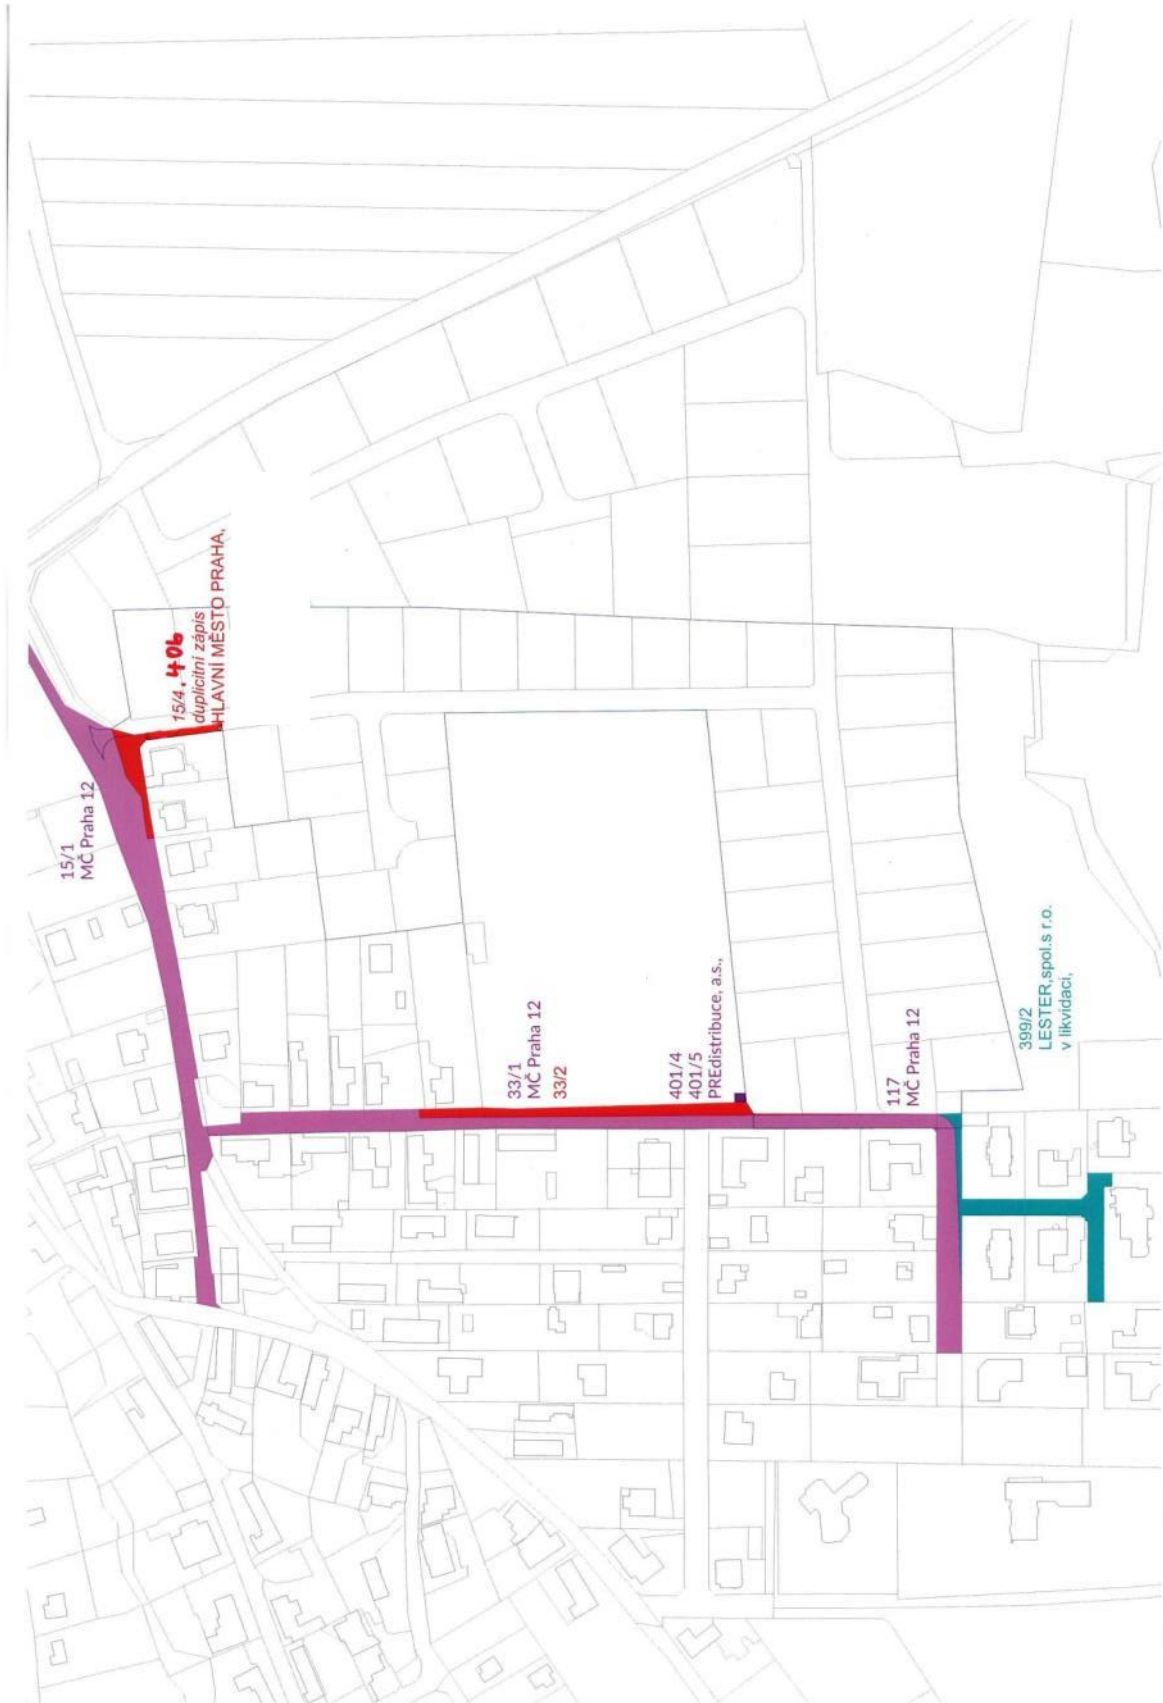 15/1
MČ Praha 12
15/4, 406
duplicitní zápis
HLAVNÍ MĚSTO PRAHA,
33/1
MČ Praha 12
33/2
401/4
401/5
PREdistribuce, a.s.,
117
MČ Praha 12
399/2
LESTER,spol.s r.o.
v likvidaci,